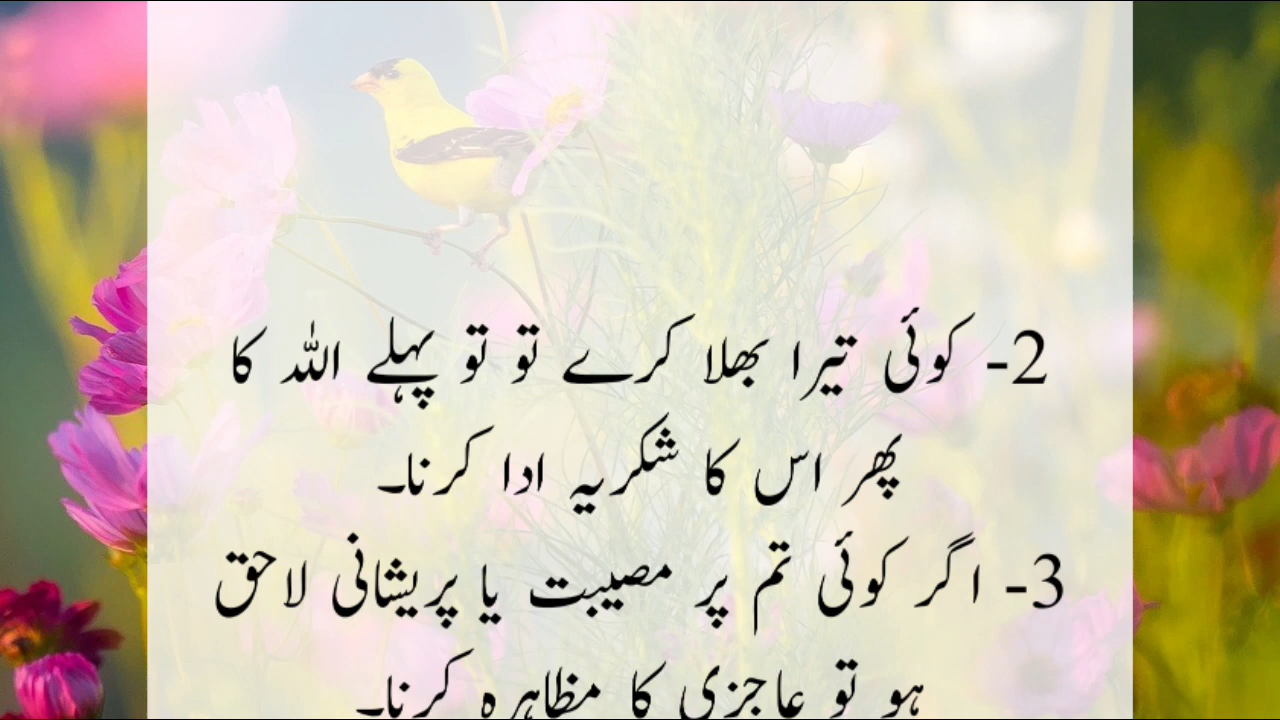 2- کوئی تیرا بھلا کرے تو تو پہلے اللہ کا
پھر اس کا شکریہ ادا کرنا۔
3- اگر کوئی تم پر مصیبت یا پریشانی لاحق
ہو تو عاجزی کا مظاہرہ کرنا۔